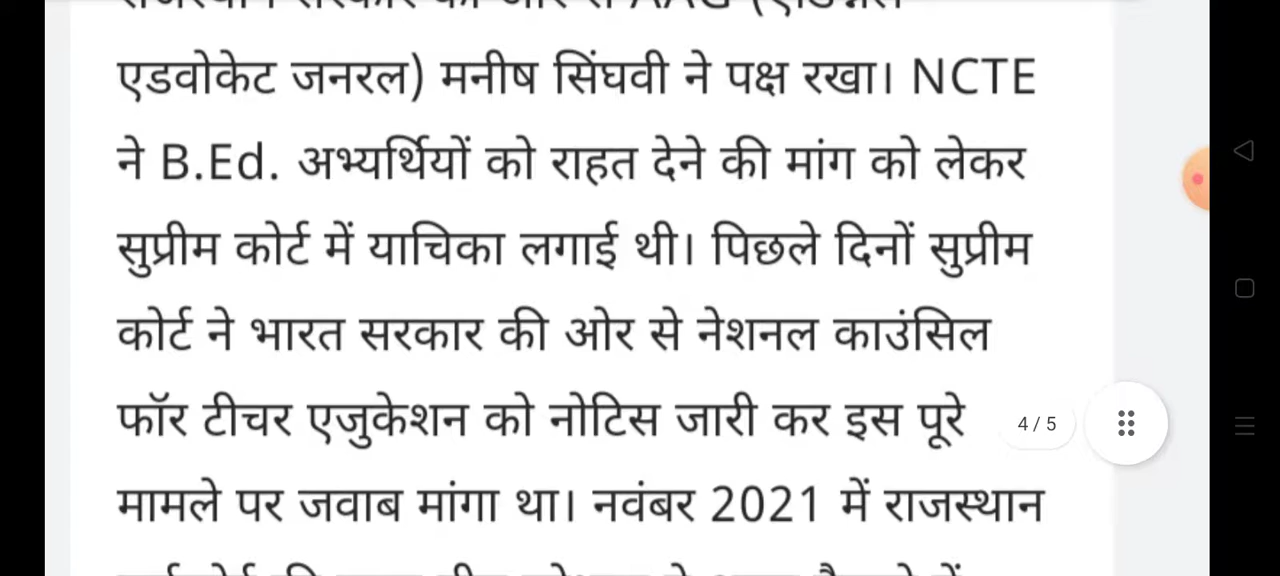 एडवोकेट जनरल) मनीष सिंघवी ने पक्ष रखा। NCTE
ने B.Ed. अभ्यर्थियों को राहत देने की मांग को लेकर
सुप्रीम कोर्ट में याचिका लगाई थी। पिछले दिनों सुप्रीम
कोर्ट ने भारत सरकार की ओर से नेशनल काउंसिल
फॉर टीचर एजुकेशन को नोटिस जारी कर इस पूरे
4/5
मामले पर जवाब मांगा था। नवंबर 2021 में राजस्थान